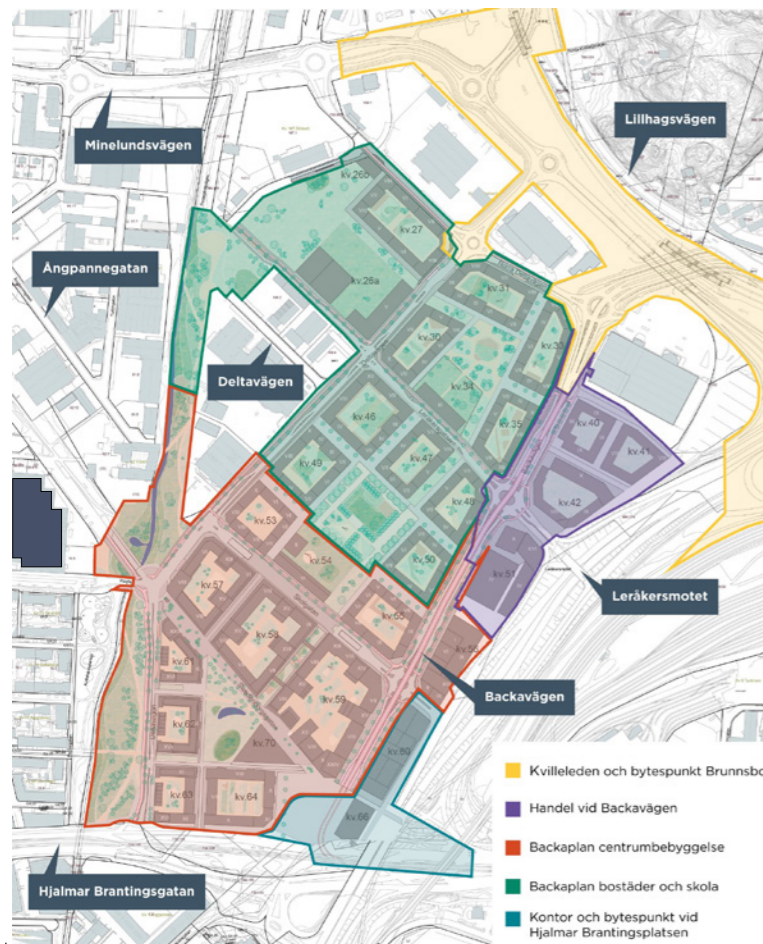 Minelundsvägen
Lillhagsvägen
kv.26b
kv.27
Ångpannegatan
kv.26a
kv.31
kv.30
kv.33
Deltavägen
kv.34
kv.46
kv.35
kv.40
kv.41
kv.49
kv.47
kv.42
kv.48
kv.53
kv.50
kv.51
kv.54
kv.57
Leråkersmotet
kv.55
kv.58
kv.61
kv.59
Backavägen
kv.62
kv.70
kv.60
kv.63
kv.64
kv.66
Hjalmar Brantingsgatan
Kvilleleden och bytespunkt Brunnsbo
Handel vid Backavägen
Backaplan centrumbebyggelse
Backaplan bostäder och skola
Kontor och bytespunkt vid
Hjalmar Brantingsplatsen